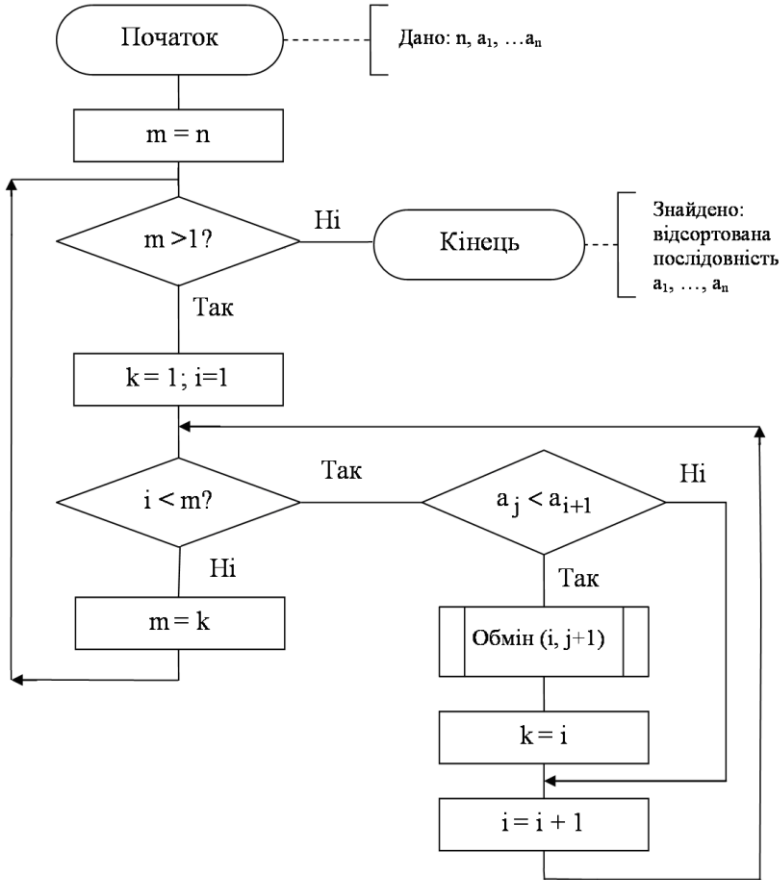 Початок
Дано: n, a₁, …aₙ
m = n
m >1?
Ні
Кінець
Знайдено:
відсортована
послідовність
a₁, …, aₙ
Так
k = 1; i=1
i < m?
Так
a j < a i+1
Ні
Ні
Так
m = k
Обмін (i, j+1)
k = i
i = i + 1